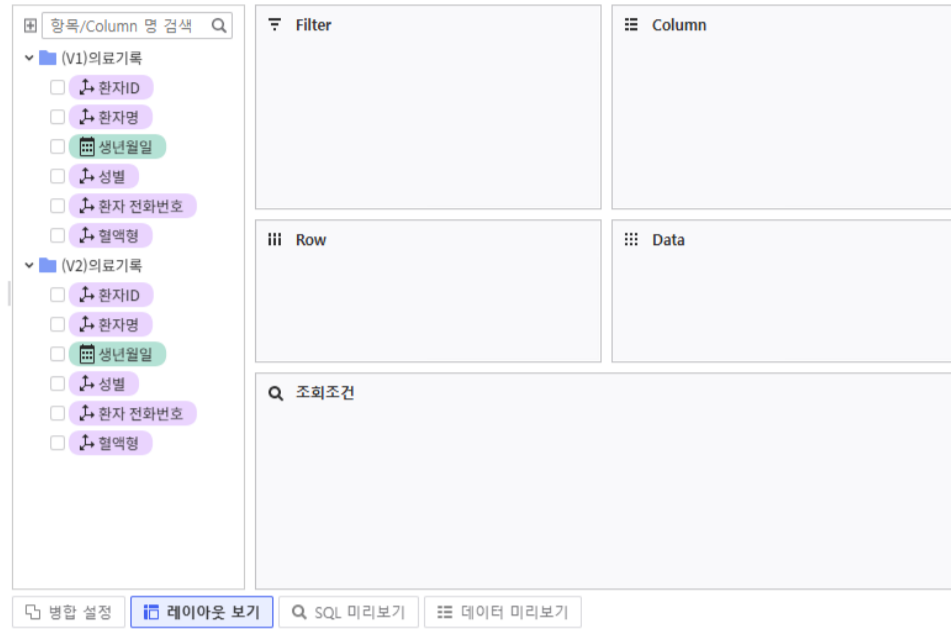 항목/Column 명 검색
(V1)의료기록
환자ID
환자명
생년월일
성별
환자 전화번호
혈액형
(V2)의료기록
환자ID
환자명
생년월일
성별
환자 전화번호
혈액형
Filter
Column
Row
Data
조회조건
병합 설정
레이아웃 보기
SQL 미리보기
데이터 미리보기